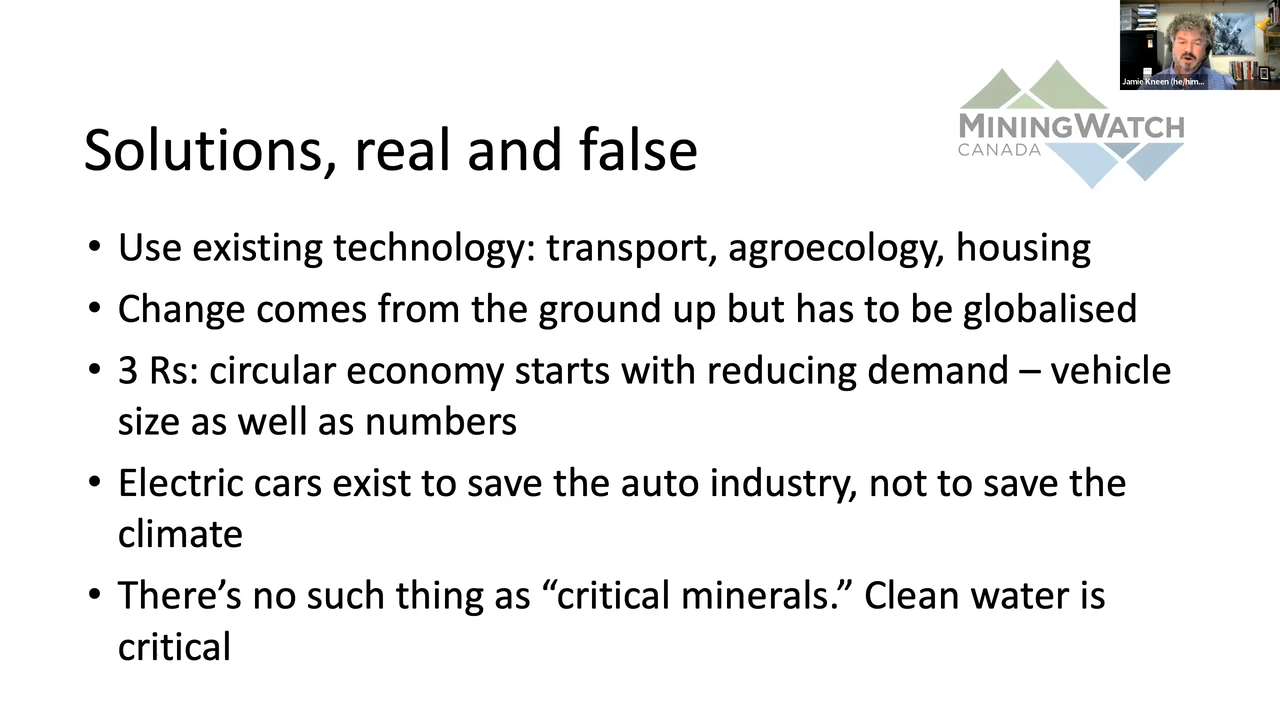 Jamie Kneen (he/him...
MININGWATCH
CANADA
Solutions, real and false
• Use existing technology: transport, agroecology, housing
• Change comes from the ground up but has to be globalised
• 3 Rs: circular economy starts with reducing demand – vehicle
size as well as numbers
• Electric cars exist to save the auto industry, not to save the
climate
• There’s no such thing as “critical minerals.” Clean water is
critical